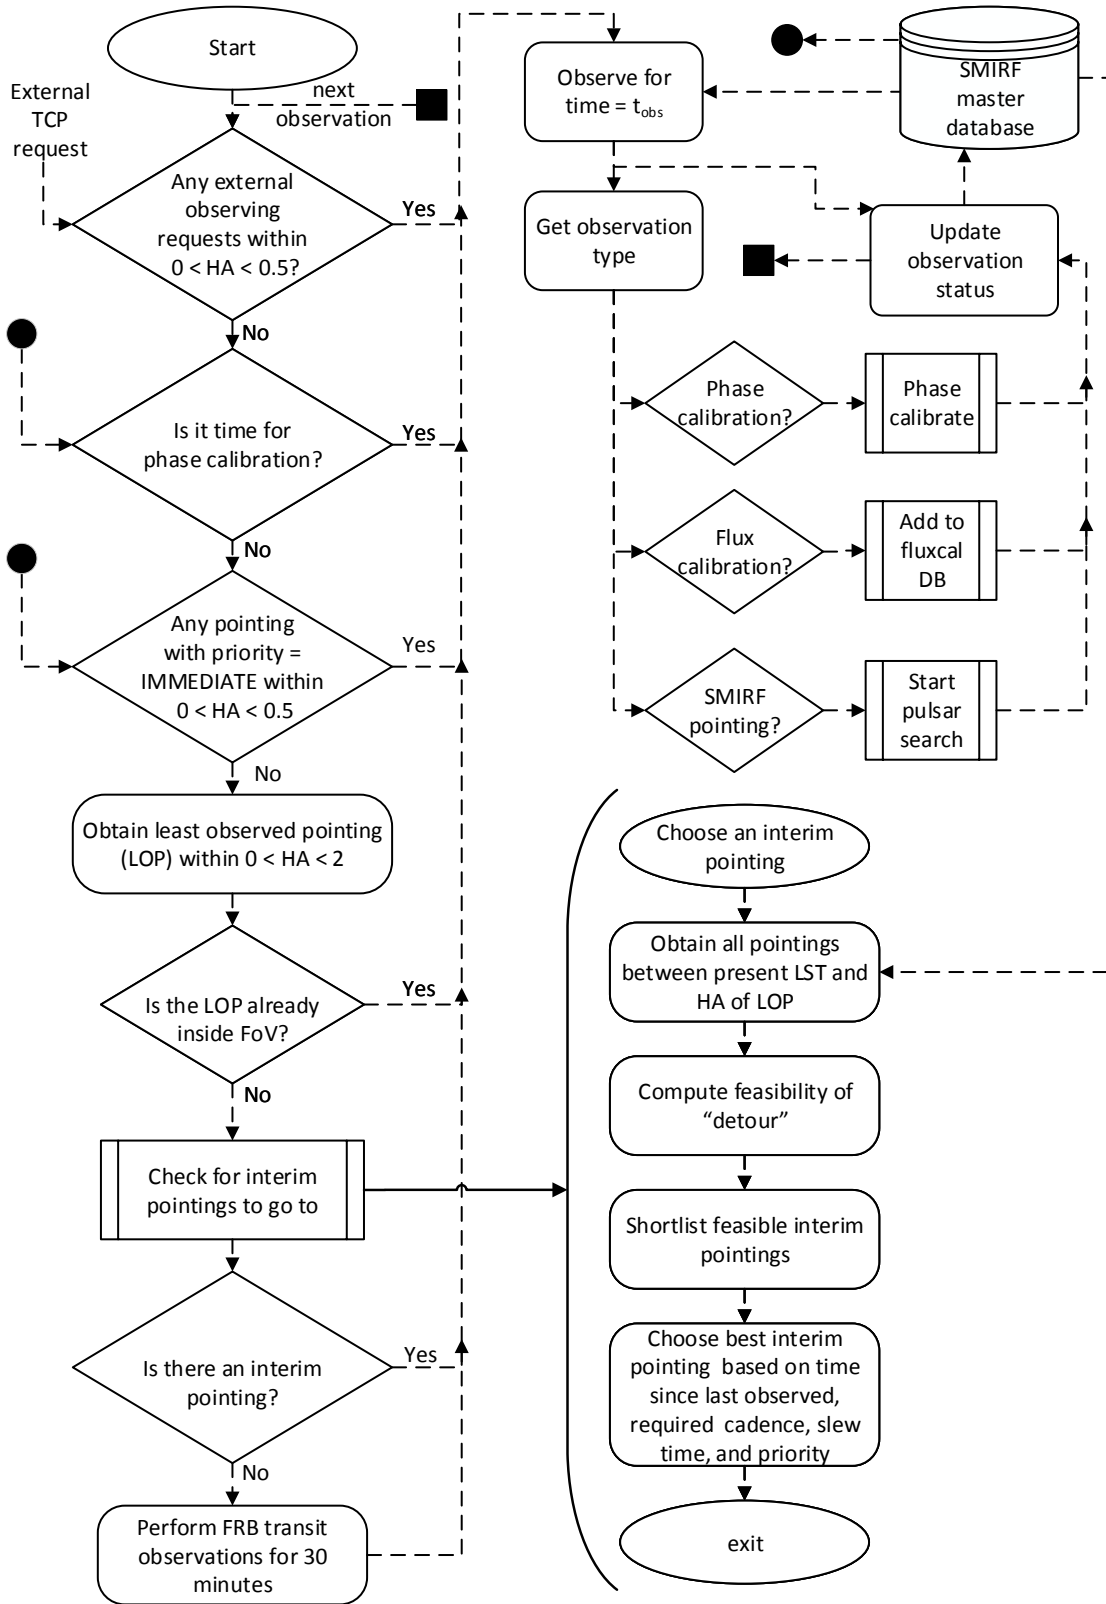 Start
External
TCP
request
next
observation
Any external
observing
requests within
0 < HA < 0.5?
Yes
No
Is it time for
phase calibration?
Yes
No
Any pointing
with priority =
IMMEDIATE within
0 < HA < 0.5
Yes
No
Obtain least observed pointing
(LOP) within 0 < HA < 2
Is the LOP already
inside FoV?
Yes
No
Check for interim
pointings to go to
Is there an interim
pointing?
Yes
No
Perform FRB transit
observations for 30
minutes
Observe for
time = tobs
SMIRF
master
database
Get observation
type
Update
observation
status
Phase
calibration?
Phase
calibrate
Flux
calibration?
Add to
fluxcal
DB
SMIRF
pointing?
Start
pulsar
search
Choose an interim
pointing
Obtain all pointings
between present LST and
HA of LOP
Compute feasibility of
“detour”
Shortlist feasible interim
pointings
Choose best interim
pointing based on time
since last observed,
required cadence, slew
time, and priority
exit